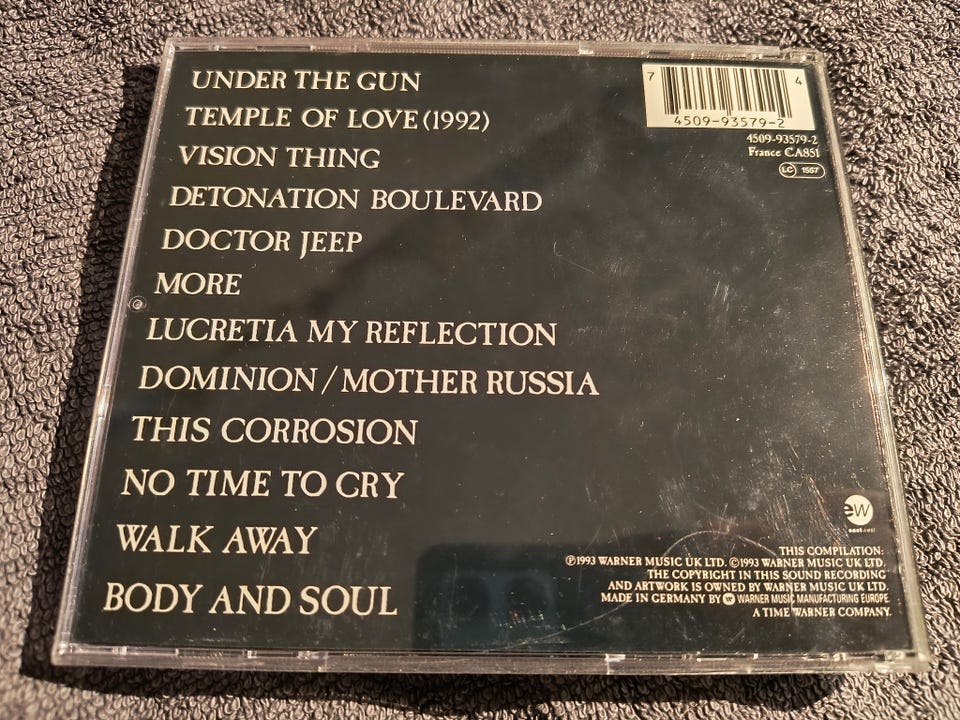 UNDER THE GUN
TEMPLE OF LOVE (1992)
VISION THING
DETONATION BOULEVARD
DOCTOR JEEP
MORE
LUCRETIA MY REFLECTION
DOMINION / MOTHER RUSSIA
THIS CORROSION
NO TIME TO CRY
WALK AWAY
BODY AND SOUL
7 4
4509-93579-2
4509-93579-2
France CA851
LC 1557
ew
eastwest
THIS COMPILATION:
℗1993 WARNER MUSIC UK LTD. ©1993 WARNER MUSIC UK LTD.
THE COPYRIGHT IN THIS SOUND RECORDING
AND ARTWORK IS OWNED BY WARNER MUSIC UK LTD.
MADE IN GERMANY BY WARNER MUSIC MANUFACTURING EUROPE.
A TIME WARNER COMPANY.